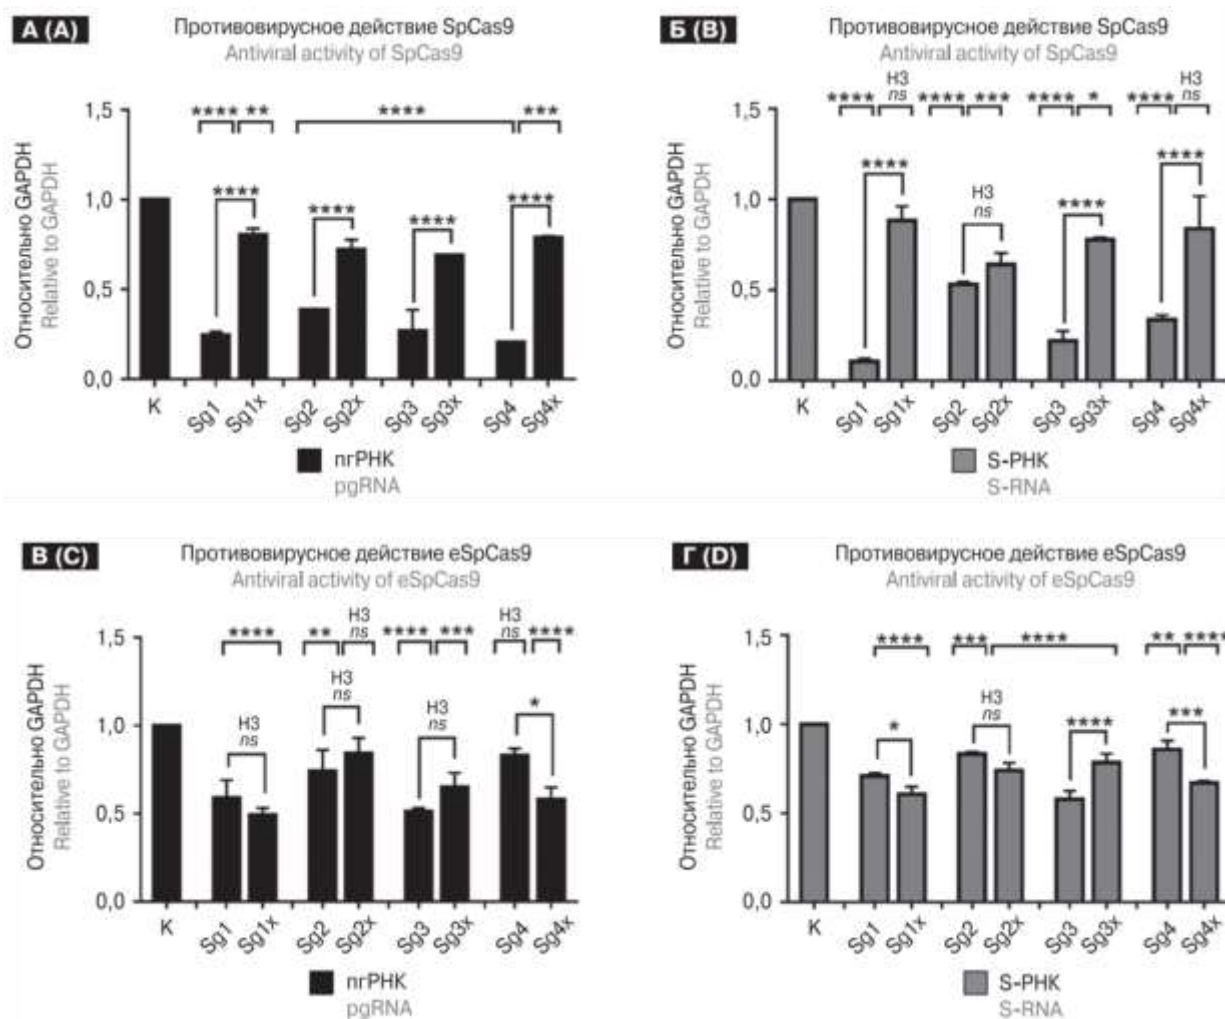 А (A)
Противовирусное действие SpCas9
Antiviral activity of SpCas9
Относительно GAPDH
Relative to GAPDH
**** ** **** ***
1,5
1,0
0,5
0,0
**** **** **** ****
К Sg1 Sg1x Sg2 Sg2x Sg3 Sg3x Sg4 Sg4x
пгРНК
pgRNA
Б (B)
Противовирусное действие SpCas9
Antiviral activity of SpCas9
Относительно GAPDH
Relative to GAPDH
НЗ НЗ
**** ns **** *** **** * **** ns
1,5
1,0
0,5
0,0
**** НЗ **** ****
ns
К Sg1 Sg1x Sg2 Sg2x Sg3 Sg3x Sg4 Sg4x
S-РНК
S-RNA
В (C)
Противовирусное действие eSpCas9
Antiviral activity of eSpCas9
Относительно GAPDH
Relative to GAPDH
НЗ НЗ
**** ** ns **** *** ns ****
1,5
1,0
0,5
0,0
НЗ НЗ НЗ *
ns ns ns
К Sg1 Sg1x Sg2 Sg2x Sg3 Sg3x Sg4 Sg4x
пгРНК
pgRNA
Г (D)
Противовирусное действие eSpCas9
Antiviral activity of eSpCas9
Относительно GAPDH
Relative to GAPDH
**** *** **** ** ****
1,5
1,0
0,5
0,0
* НЗ **** ***
ns
К Sg1 Sg1x Sg2 Sg2x Sg3 Sg3x Sg4 Sg4x
S-РНК
S-RNA